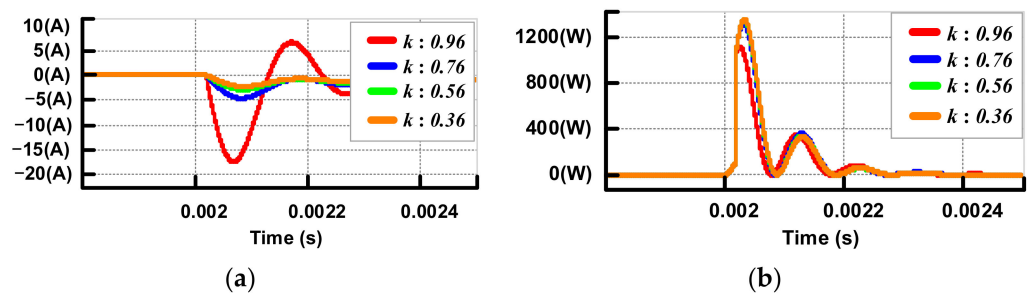 10(A)
5(A)
0(A)
−5(A)
−10(A)
−15(A)
−20(A)
k : 0.96
k : 0.76
k : 0.56
k : 0.36
0.002 0.0022 0.0024
Time (s)
(a)
1200(W)
800(W)
400(W)
0(W)
k : 0.96
k : 0.76
k : 0.56
k : 0.36
0.002 0.0022 0.0024
Time (s)
(b)